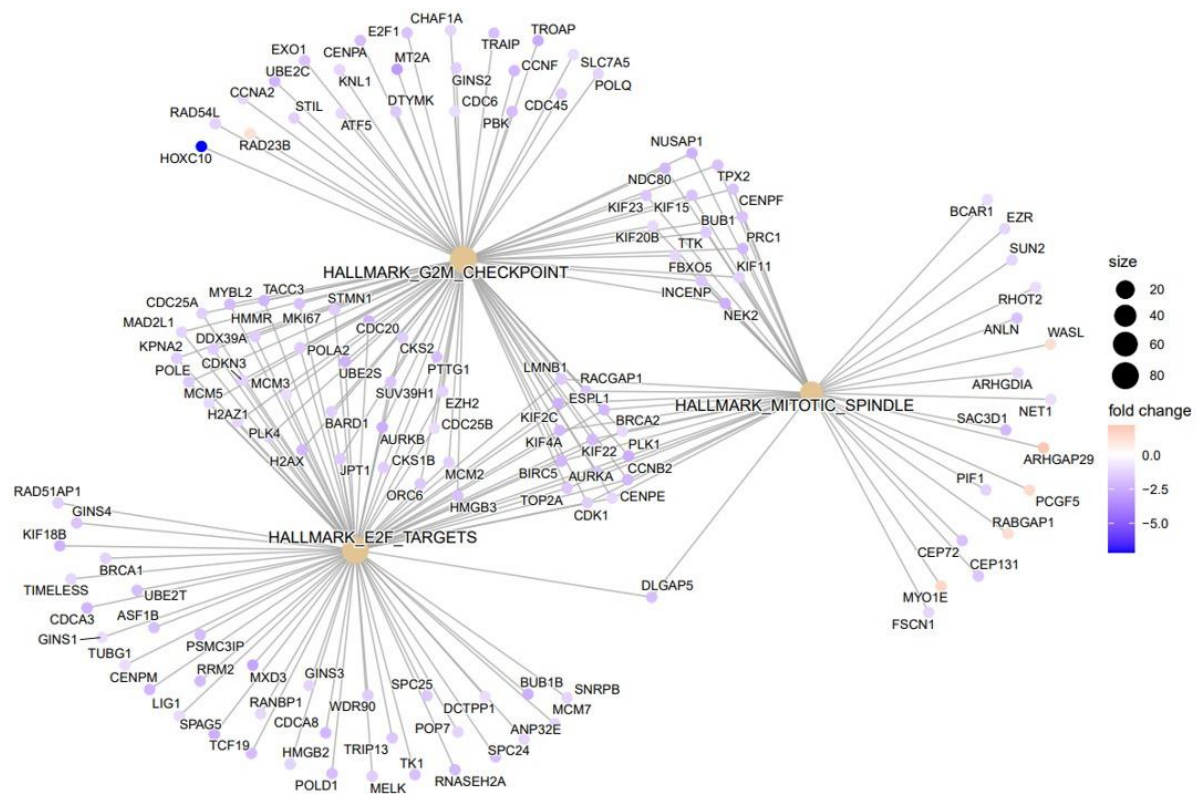 CHAF1A
E2F1
TROAP
TRAIP
EXO1
CENPA
MT2A
CCNF
SLC7A5
UBE2C
KNL1
GINS2
POLQ
CCNA2
DTYMK
CDC6
CDC45
RAD54L
STIL
ATF5
PBK
HOXC10
RAD23B
NUSAP1
NDC80
TPX2
KIF23
KIF15
CENPF
BUB1
KIF20B
TTK
PRC1
FBXO5
KIF11
INCENP
NEK2
HALLMARK_G2M_CHECKPOINT
BCAR1
EZR
SUN2
RHOT2
ANLN
WASL
ARHGDIA
NET1
SAC3D1
ARHGAP29
PIF1
PCGF5
RABGAP1
CEP72
CEP131
MYO1E
FSCN1
HALLMARK_MITOTIC_SPINDLE
CDC25A
MYBL2
TACC3
STMN1
MAD2L1
HMMR
MKI67
CDC20
KPNA2
DDX39A
POLA2
CKS2
POLE
CDKN3
UBE2S
PTTG1
MCM5
MCM3
SUV39H1
H2AZ1
EZH2
PLK4
BARD1
CDC25B
H2AX
AURKB
JPT1
CKS1B
MCM2
ORC6
HMGB3
LMNB1
RACGAP1
ESPL1
KIF2C
BRCA2
KIF4A
KIF22
PLK1
BIRC5
AURKA
CCNB2
TOP2A
CENPE
CDK1
DLGAP5
HALLMARK_E2F_TARGETS
RAD51AP1
GINS4
KIF18B
BRCA1
TIMELESS
UBE2T
CDCA3
ASF1B
GINS1
TUBG1
PSMC3IP
CENPM
RRM2
MXD3
GINS3
SPC25
BUB1B
SNRPB
LIG1
RANBP1
WDR90
DCTPP1
MCM7
SPAG5
CDCA8
POP7
ANP32E
TCF19
HMGB2
TRIP13
SPC24
POLD1
MELK
TK1
RNASEH2A
size
20
40
60
80
fold change
0.0
-2.5
-5.0